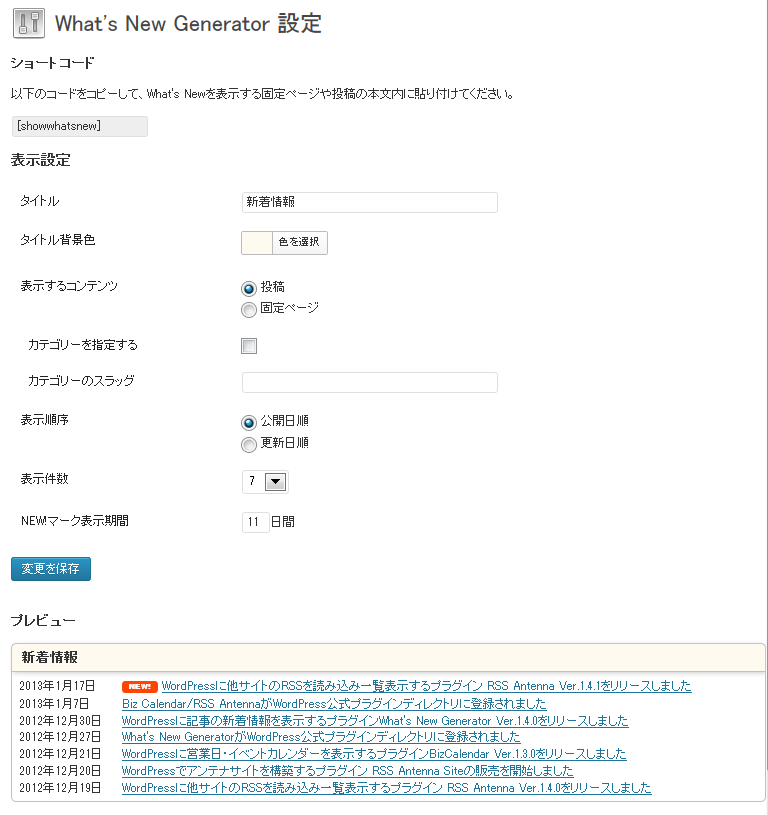 What's New Generator 設定
ショートコード
以下のコードをコピーして、What's Newを表示する固定ページや投稿の本文内に貼り付けてください。
[showwhatsnew]
表示設定
タイトル 新着情報
タイトル背景色 色を選択
表示するコンテンツ 投稿
固定ページ
カテゴリーを指定する
カテゴリーのスラッグ
表示順序 公開日順
更新日順
表示件数 7
NEW!マーク表示期間 11 日間
変更を保存
プレビュー
新着情報
2013年1月17日 NEW! WordPressに他サイトのRSSを読み込み一覧表示するプラグイン RSS Antenna Ver.1.4.1をリリースしました
2013年1月7日 Biz Calendar/RSS AntennaがWordPress公式プラグインディレクトリに登録されました
2012年12月30日 WordPressに記事の新着情報を表示するプラグインWhat's New Generator Ver.1.4.0をリリースしました
2012年12月27日 What's New GeneratorがWordPress公式プラグインディレクトリに登録されました
2012年12月21日 WordPressに営業日・イベントカレンダーを表示するプラグインBizCalendar Ver.1.3.0をリリースしました
2012年12月20日 WordPressでアンテナサイトを構築するプラグイン RSS Antenna Siteの販売を開始しました
2012年12月19日 WordPressに他サイトのRSSを読み込み一覧表示するプラグイン RSS Antenna Ver.1.4.0をリリースしました